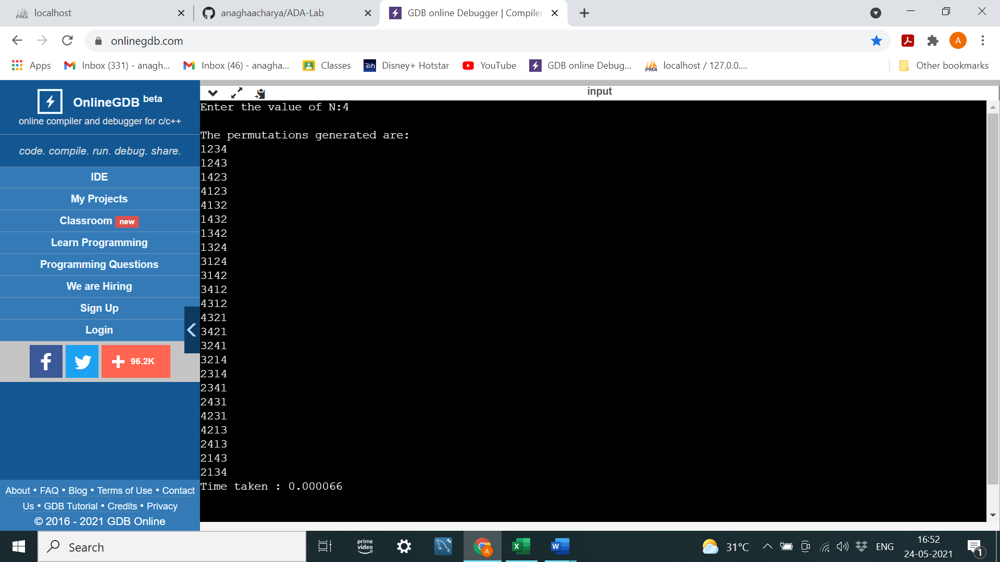 localhost
anaghaacharya/ADA-Lab
GDB online Debugger | Compiler
onlinegdb.com
A
Apps
Inbox (331) - anagh...
Inbox (46) - anagha...
Classes
Disney+ Hotstar
YouTube
GDB online Debug...
localhost / 127.0.0....
Other bookmarks
OnlineGDB beta
online compiler and debugger for c/c++
code. compile. run. debug. share.
IDE
My Projects
Classroom new
Learn Programming
Programming Questions
We are Hiring
Sign Up
Login
96.2K
About • FAQ • Blog • Terms of Use • Contact
Us • GDB Tutorial • Credits • Privacy
© 2016 - 2021 GDB Online
input
Enter the value of N:4
The permutations generated are:
1234
1243
1423
4123
4132
1432
1342
1324
3124
3142
3412
4312
4321
3421
3241
3214
2314
2341
2431
4231
4213
2413
2143
2134
Time taken : 0.000066
Search
prime
video
31°C
ENG
16:52
24-05-2021
1